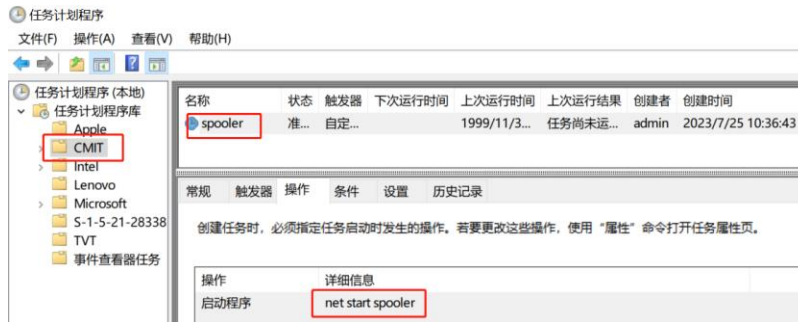 任务计划程序
文件(F) 操作(A) 查看(V) 帮助(H)
任务计划程序 (本地)
任务计划程序库
Apple
CMIT
Intel
Lenovo
Microsoft
S-1-5-21-28338
TVT
事件查看器任务
名称 状态 触发器 下次运行时间 上次运行时间 上次运行结果 创建者 创建时间
spooler 准... 自定... 1999/11/3... 任务尚未运... admin 2023/7/25 10:36:43
常规 触发器 操作 条件 设置 历史记录
创建任务时，必须指定任务启动时发生的操作。若要更改这些操作，使用“属性”命令打开任务属性页。
操作 详细信息
启动程序 net start spooler